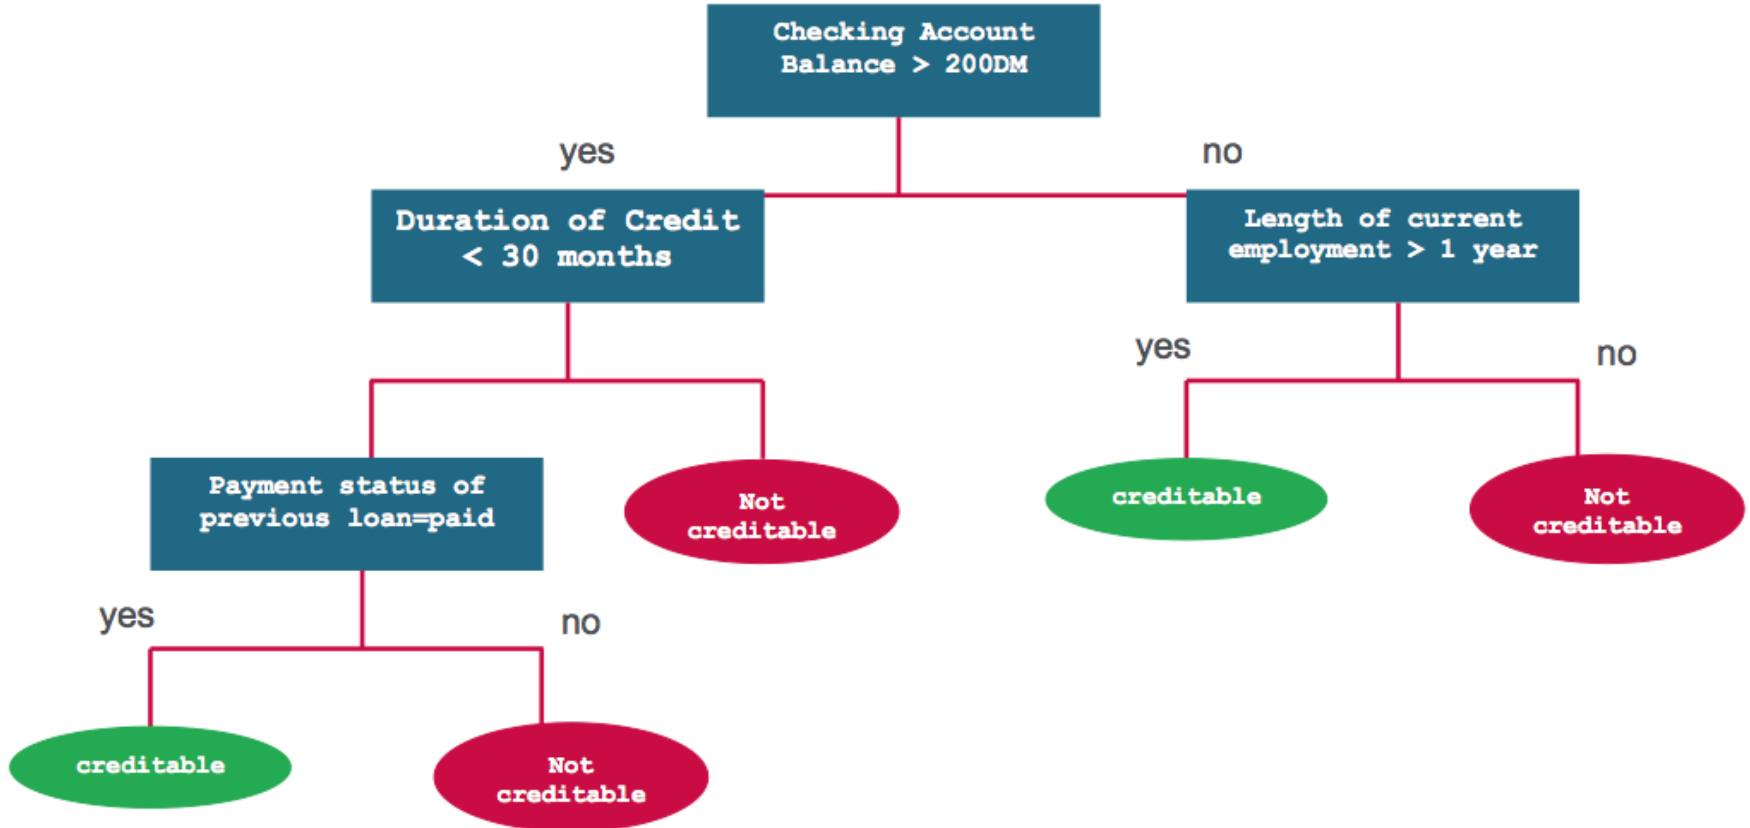 Checking Account
Balance > 200DM
yes
no
Duration of Credit
< 30 months
Length of current
employment > 1 year
yes
no
Payment status of
previous loan=paid
Not
creditable
creditable
Not
creditable
yes
no
creditable
Not
creditable